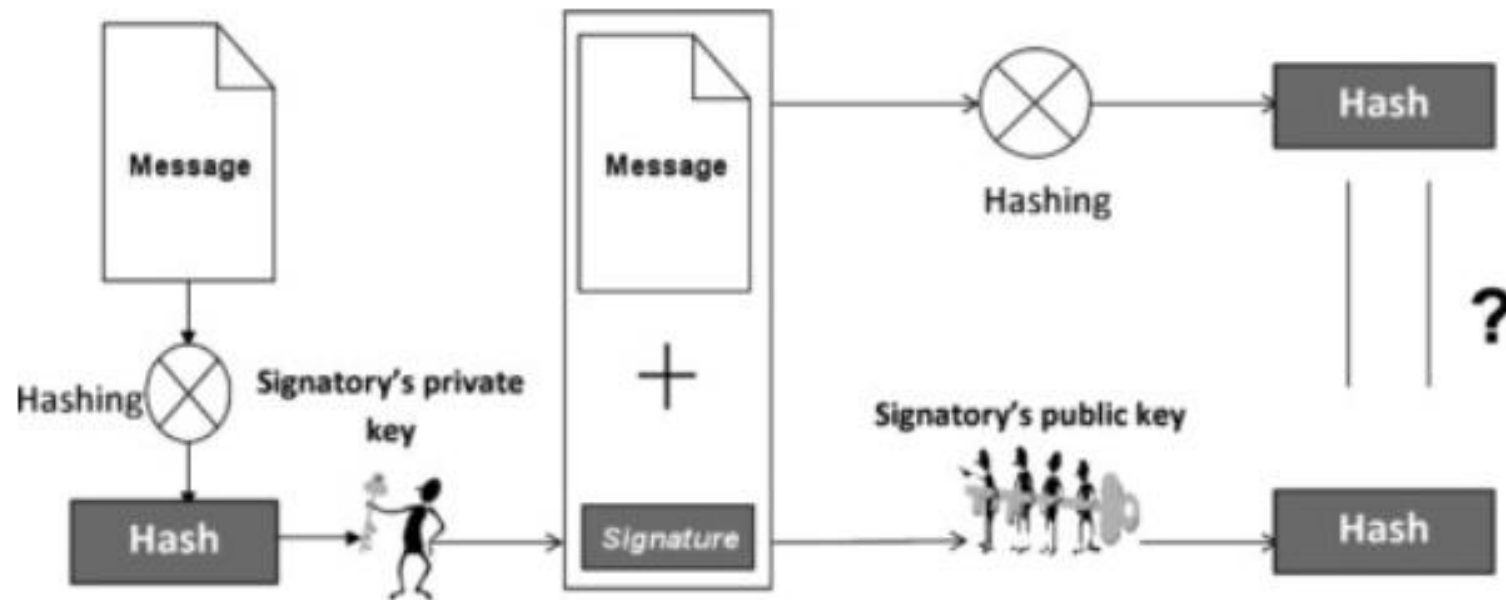 Message
Hashing
Signatory's private
key
Hash
Message
+
Signature
Hashing
Signatory's public key
Hash
?
Hash